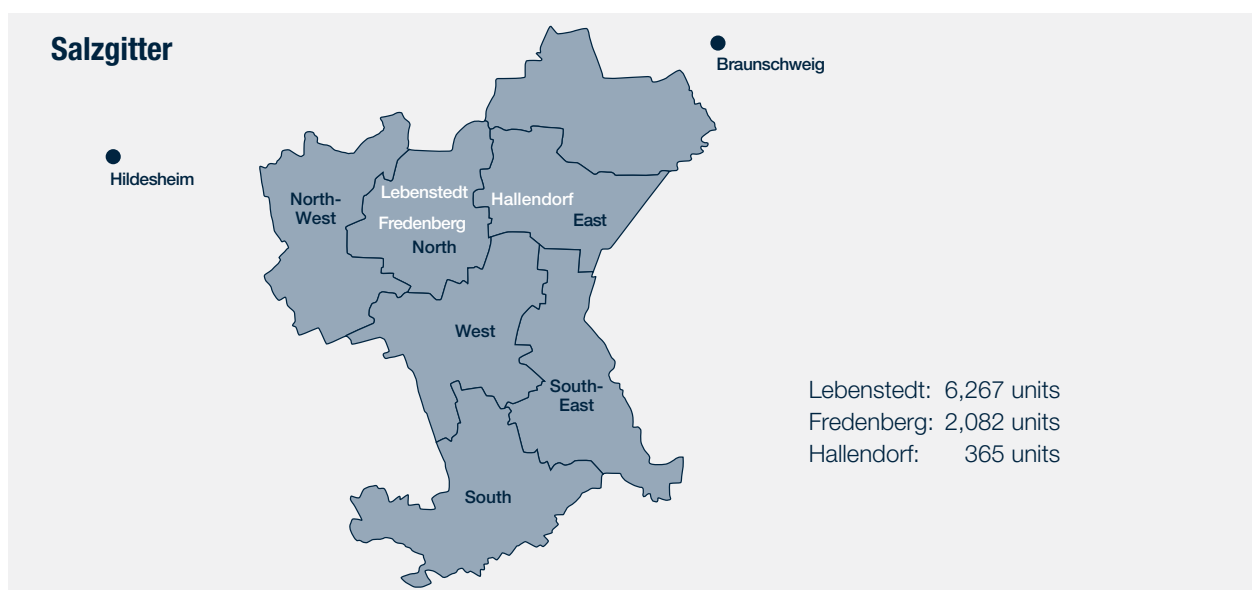 Salzgitter
Braunschweig
Hildesheim
North-
West
Lebenstedt
Fredenberg
North
Hallendorf
East
West
South-
East
South
Lebenstedt: 6,267 units
Fredenberg: 2,082 units
Hallendorf: 365 units